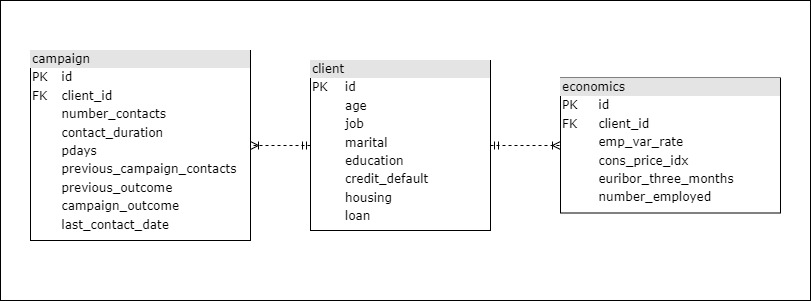 campaign
PK id
FK client_id
number_contacts
contact_duration
pdays
previous_campaign_contacts
previous_outcome
campaign_outcome
last_contact_date
client
PK id
age
job
marital
education
credit_default
housing
loan
economics
PK id
FK client_id
emp_var_rate
cons_price_idx
euribor_three_months
number_employed